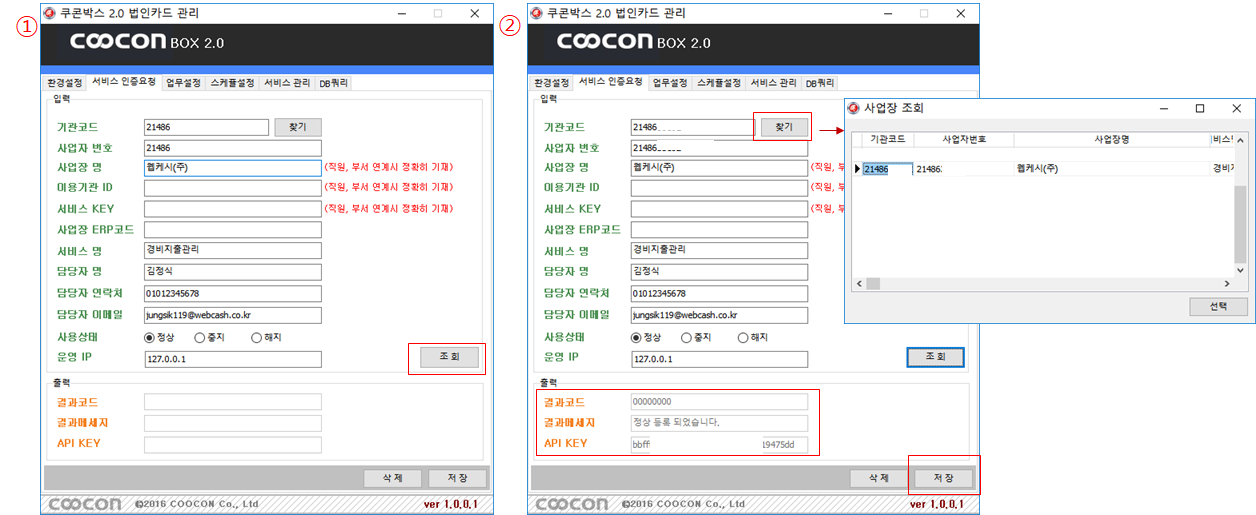 ①
쿠콘박스 2.0 법인카드 관리
COOCON BOX 2.0
환경설정 서비스 인증요청 업무설정 스케쥴설정 서비스 관리 DB쿼리
입력
기관코드 21486 찾기
사업자 번호 21486
사업장 명 웹케시(주) (직원, 부서 연계시 정확히 기재)
이용기관 ID (직원, 부서 연계시 정확히 기재)
서비스 KEY (직원, 부서 연계시 정확히 기재)
사업장 ERP코드
서비스 명 경비지출관리
담당자 명 김정식
담당자 연락처 01012345678
담당자 이메일 jungsik119@webcash.co.kr
사용상태 정상 중지 해지
운영 IP 127.0.0.1 조회
출력
결과코드
결과메세지
API KEY
삭제 저장
COOCON ©2016 COOCON Co., Ltd ver 1.0.0.1
②
쿠콘박스 2.0 법인카드 관리
COOCON BOX 2.0
환경설정 서비스 인증요청 업무설정 스케쥴설정 서비스 관리 DB쿼리
입력
기관코드 21486 찾기
사업자 번호 21486
사업장 명 웹케시(주) (직원, 부
이용기관 ID (직원, 부
서비스 KEY (직원, 부
사업장 ERP코드
서비스 명 경비지출관리
담당자 명 김정식
담당자 연락처 01012345678
담당자 이메일 jungsik119@webcash.co.kr
사용상태 정상 중지 해지
운영 IP 127.0.0.1 조회
출력
결과코드 00000000
결과메세지 정상 등록 되었습니다.
API KEY bbff 19475dd
삭제 저장
COOCON ©2016 COOCON Co., Ltd ver 1.0.0.1
사업장 조회
기관코드 사업자번호 사업장명 비스
21486 21486 웹케시(주) 경비지
선택